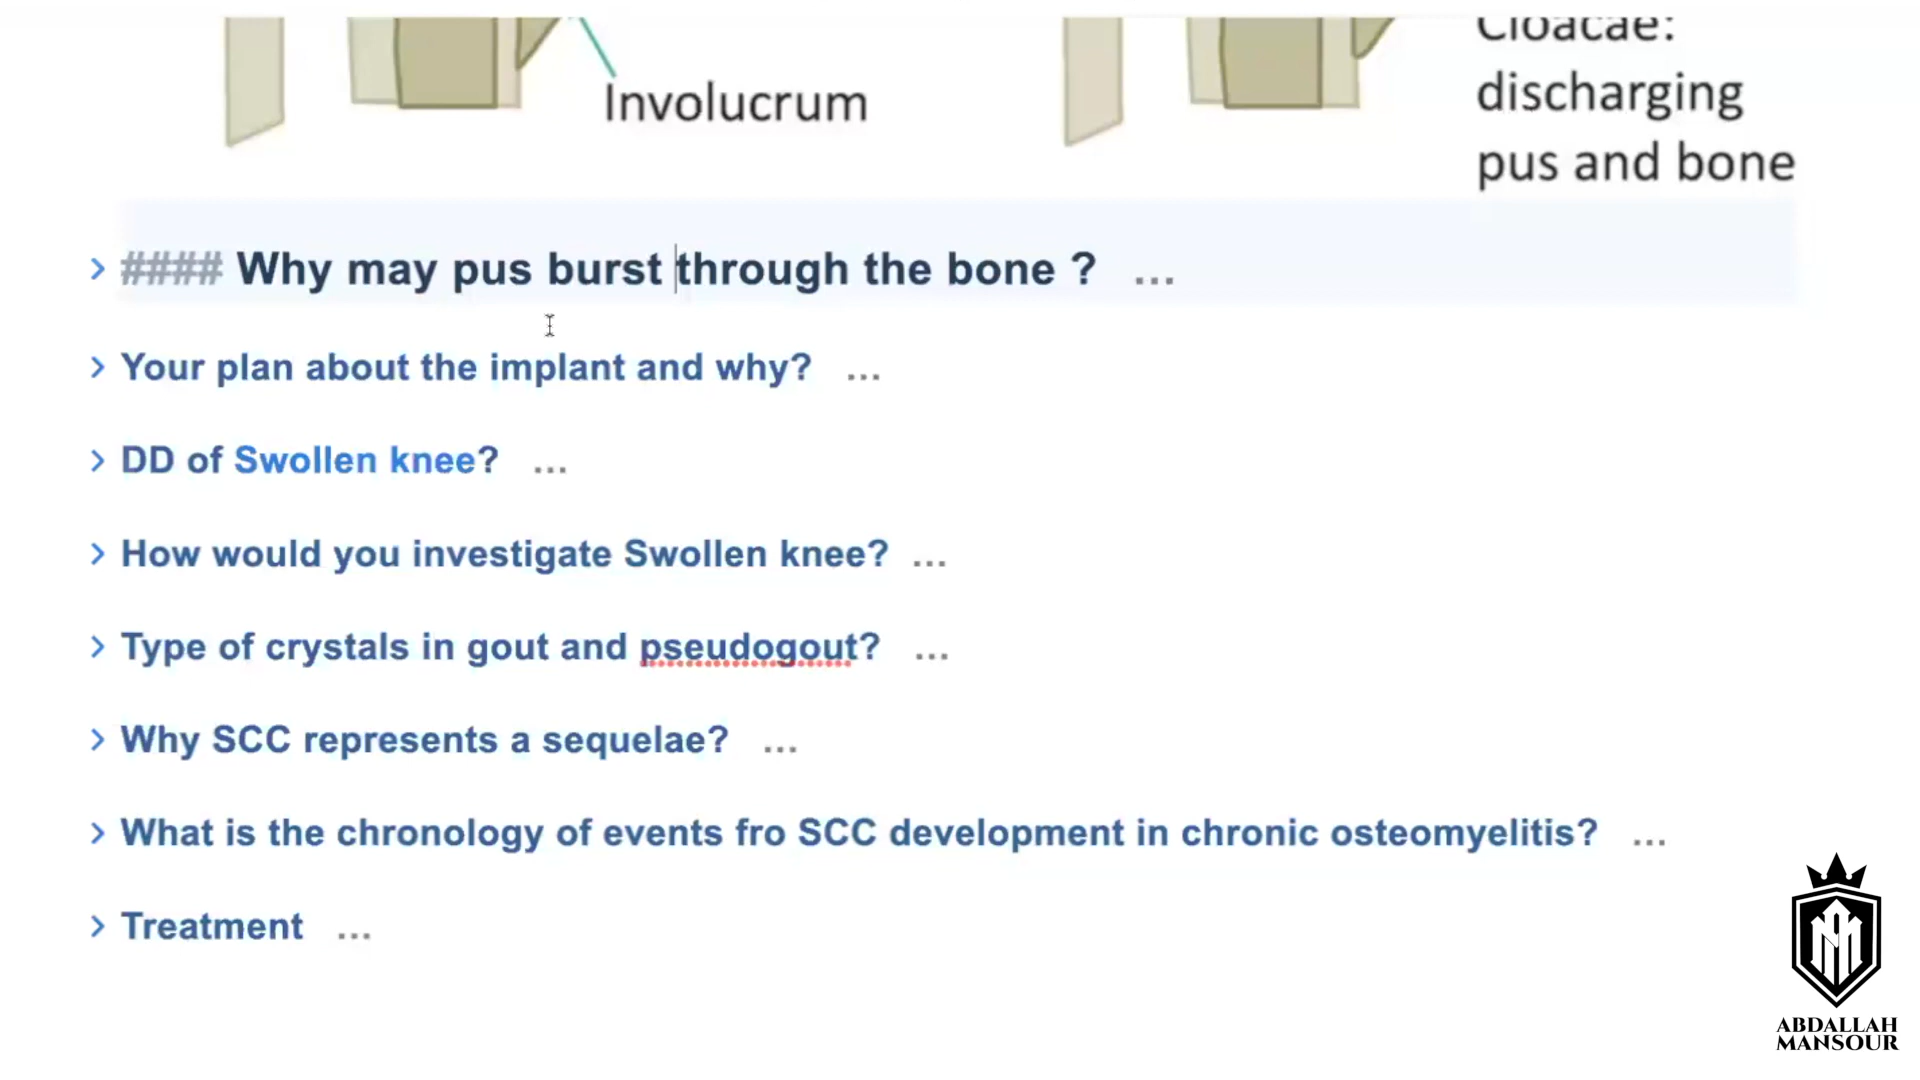 Involucrum
Cloacae:
discharging
pus and bone
#### Why may pus burst through the bone ? ...
Your plan about the implant and why? ...
DD of Swollen knee? ...
How would you investigate Swollen knee? ...
Type of crystals in gout and pseudogout? ...
Why SCC represents a sequelae? ...
What is the chronology of events fro SCC development in chronic osteomyelitis? ...
Treatment ...
ABDALLAH
MANSOUR